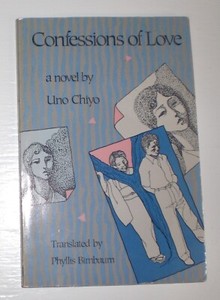 Confessions of Love
a novel by
Uno Chiyo
Translated by
Phyllis Birnbaum